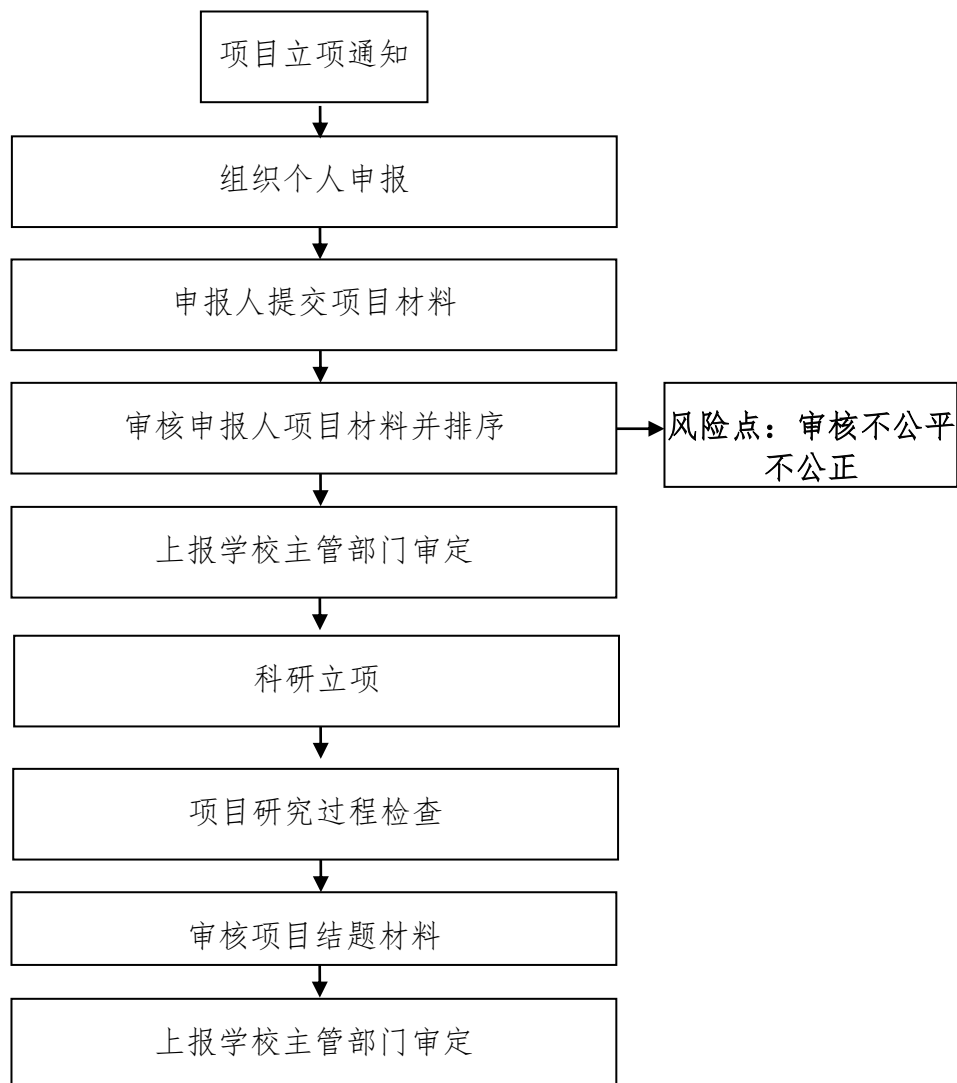 项目立项通知
组织个人申报
申报人提交项目材料
审核申报人项目材料并排序
风险点：审核不公平
不公正
上报学校主管部门审定
科研立项
项目研究过程检查
审核项目结题材料
上报学校主管部门审定